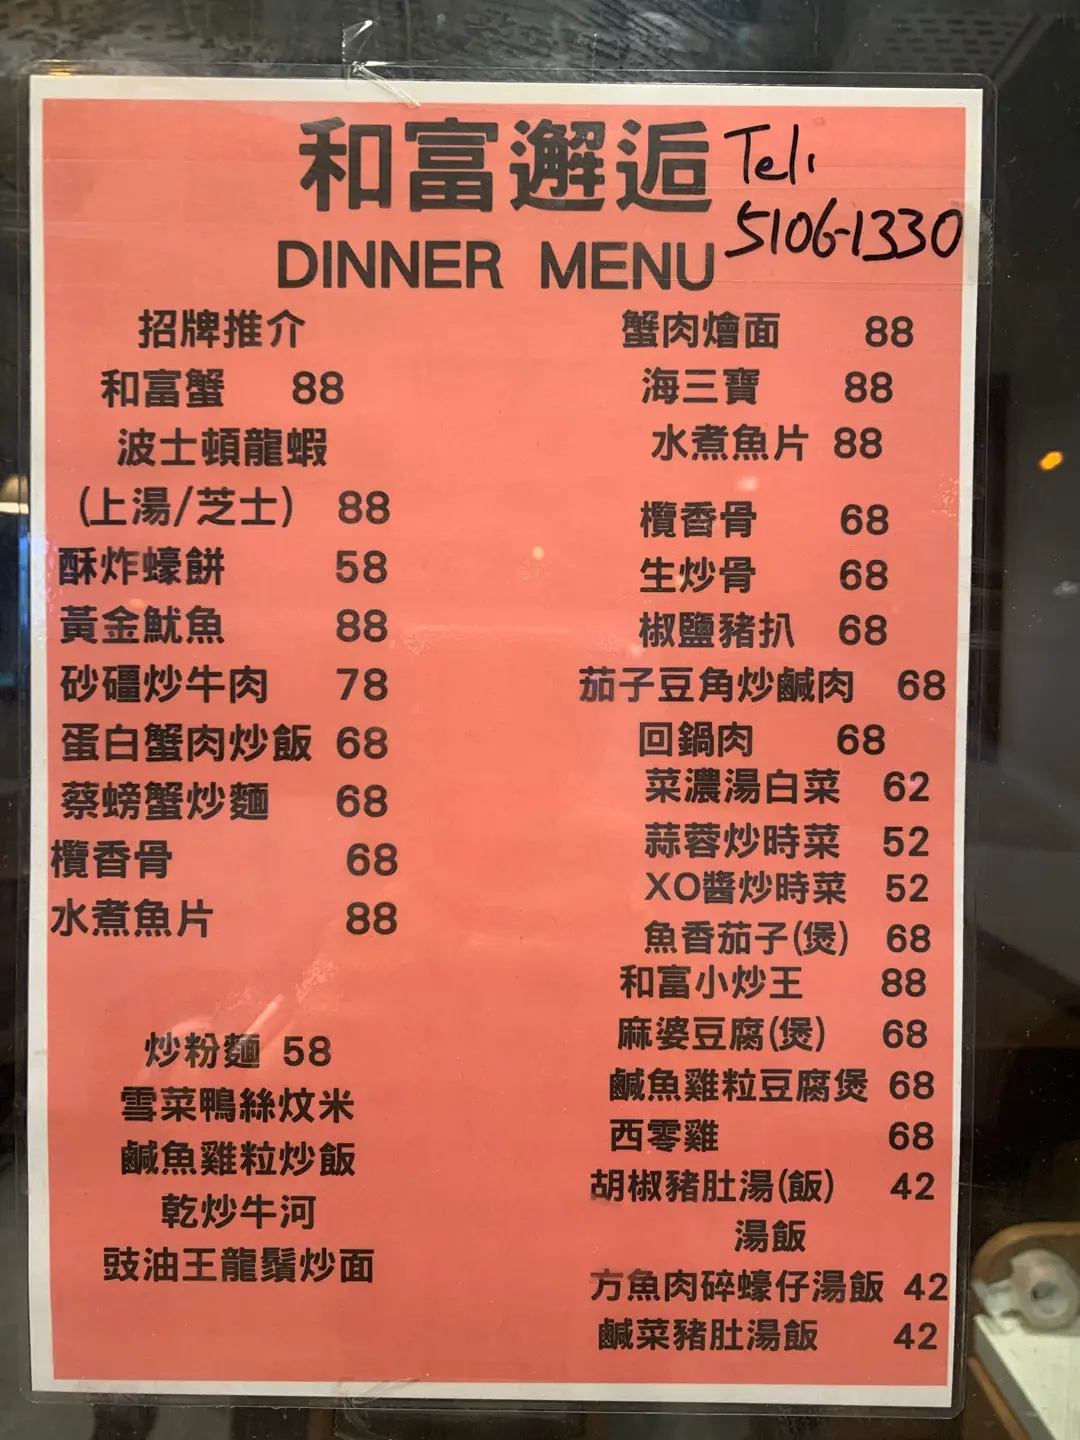 和富邂逅
Tel:
5106-1330
DINNER MENU
招牌推介
和富蟹 88
波士頓龍蝦
(上湯/芝士) 88
酥炸蠔餅 58
黃金魷魚 88
砂礓炒牛肉 78
蛋白蟹肉炒飯 68
蔡螃蟹炒麵 68
欖香骨 68
水煮魚片 88
炒粉麵 58
雪菜鴨絲炆米
鹹魚雞粒炒飯
乾炒牛河
豉油王龍鬚炒面
蟹肉燴面 88
海三寶 88
水煮魚片 88
欖香骨 68
生炒骨 68
椒鹽豬扒 68
茄子豆角炒鹹肉 68
回鍋肉 68
菜濃湯白菜 62
蒜蓉炒時菜 52
XO醬炒時菜 52
魚香茄子(煲) 68
和富小炒王 88
麻婆豆腐(煲) 68
鹹魚雞粒豆腐煲 68
西零雞 68
胡椒豬肚湯(飯) 42
湯飯
方魚肉碎蠔仔湯飯 42
鹹菜豬肚湯飯 42